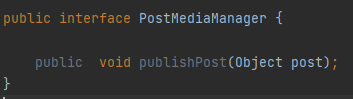 public interface PostMediaManager {
public  void publishPost(Object post);
}